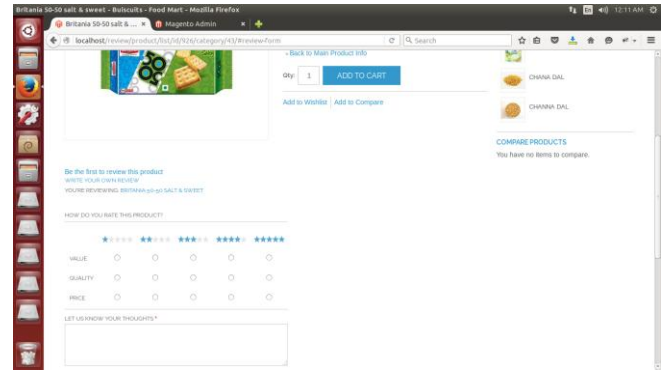 Britania 50-50 salt & sweet - Buiscuits - Food Mart - Mozilla Firefox
En
12:11 AM
Britania 50-50 salt & ...
Magento Admin
localhost/review/product/list/id/926/category/43/#review-form
Search
Back to Main Product Info
Qty: 1 ADD TO CART
Add to Wishlist | Add to Compare
CHANA DAL
CHANNA DAL
COMPARE PRODUCTS
You have no items to compare.
Be the first to review this product
WRITE YOUR OWN REVIEW
YOU'RE REVIEWING: BRITANIA 50-50 SALT & SWEET
HOW DO YOU RATE THIS PRODUCT?
VALUE
QUALITY
PRICE
LET US KNOW YOUR THOUGHTS *